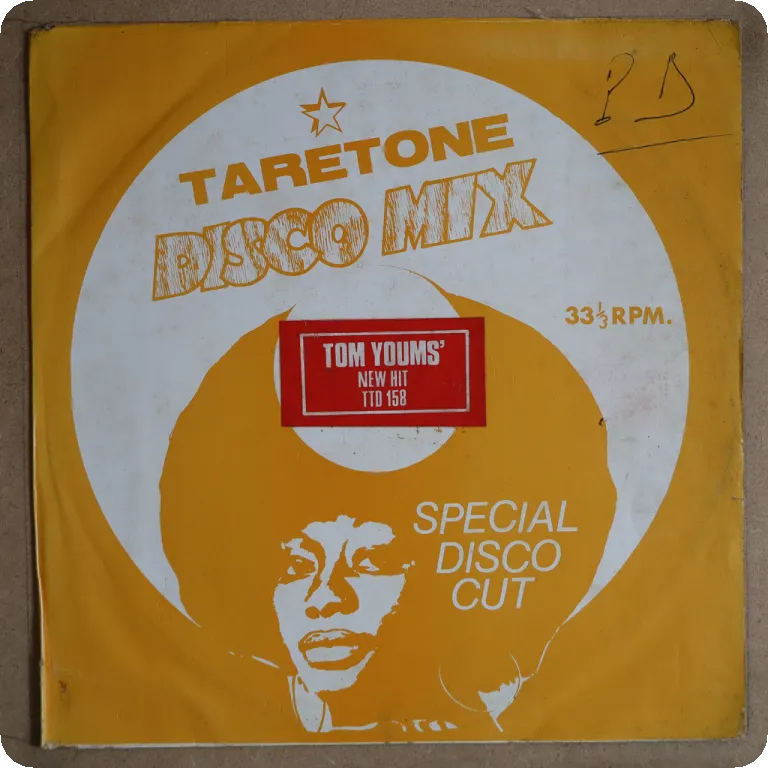 P D
TARETONE
DISCO MIX
33⅓ RPM.
TOM YOUMS'
NEW HIT
TTD 158
SPECIAL
DISCO
CUT